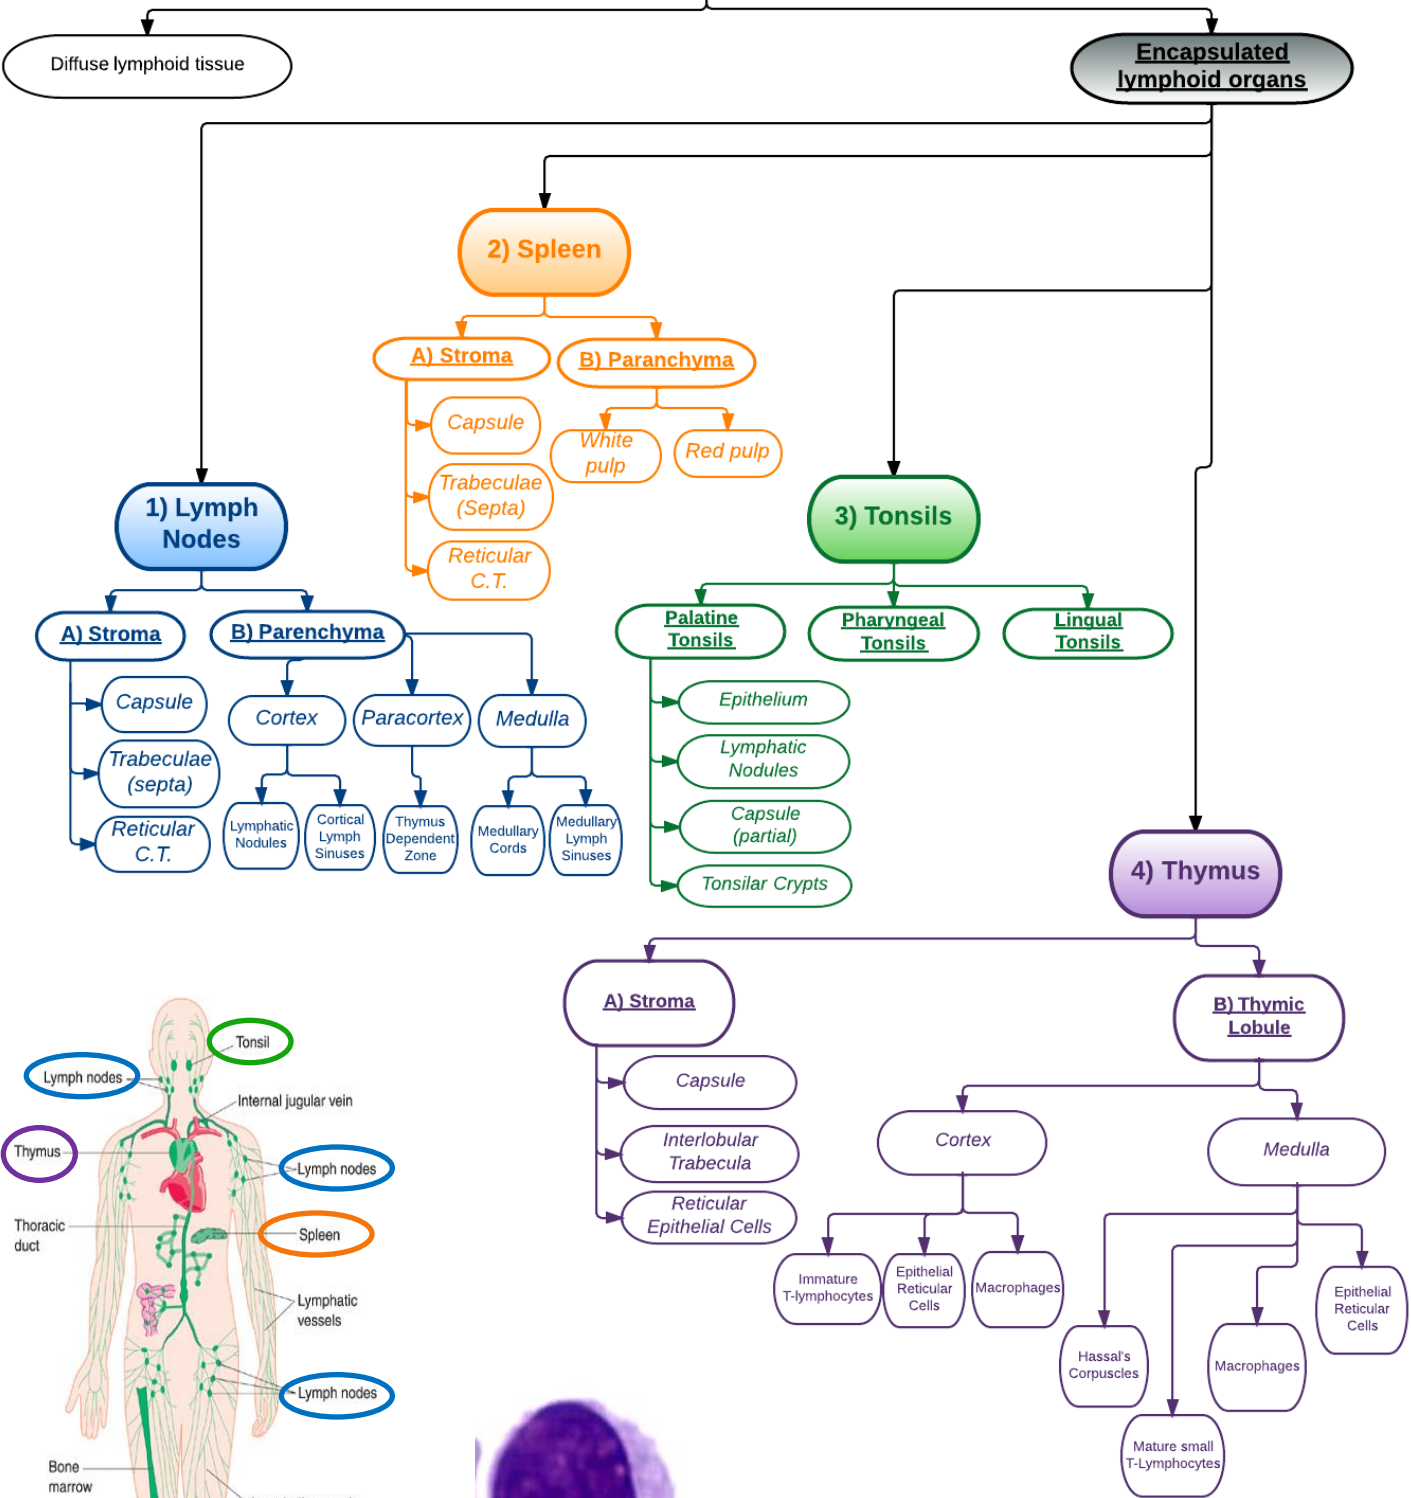 Diffuse lymphoid tissue
Encapsulated
lymphoid organs
2) Spleen
A) Stroma
B) Paranchyma
Capsule
Trabeculae
(Septa)
Reticular
C.T.
White
pulp
Red pulp
1) Lymph
Nodes
A) Stroma
B) Parenchyma
Capsule
Trabeculae
(septa)
Reticular
C.T.
Cortex
Paracortex
Medulla
Lymphatic
Nodules
Cortical
Lymph
Sinuses
Thymus
Dependent
Zone
Medullary
Cords
Medullary
Lymph
Sinuses
3) Tonsils
Palatine
Tonsils
Pharyngeal
Tonsils
Lingual
Tonsils
Epithelium
Lymphatic
Nodules
Capsule
(partial)
Tonsilar Crypts
4) Thymus
A) Stroma
B) Thymic
Lobule
Capsule
Interlobular
Trabecula
Reticular
Epithelial Cells
Cortex
Medulla
Immature
T-lymphocytes
Epithelial
Reticular
Cells
Macrophages
Hassal's
Corpuscles
Mature small
T-Lymphocytes
Macrophages
Epithelial
Reticular
Cells
Tonsil
Lymph nodes
Internal jugular vein
Thymus
Lymph nodes
Thoracic
duct
Spleen
Lymphatic
vessels
Lymph nodes
Bone
marrow